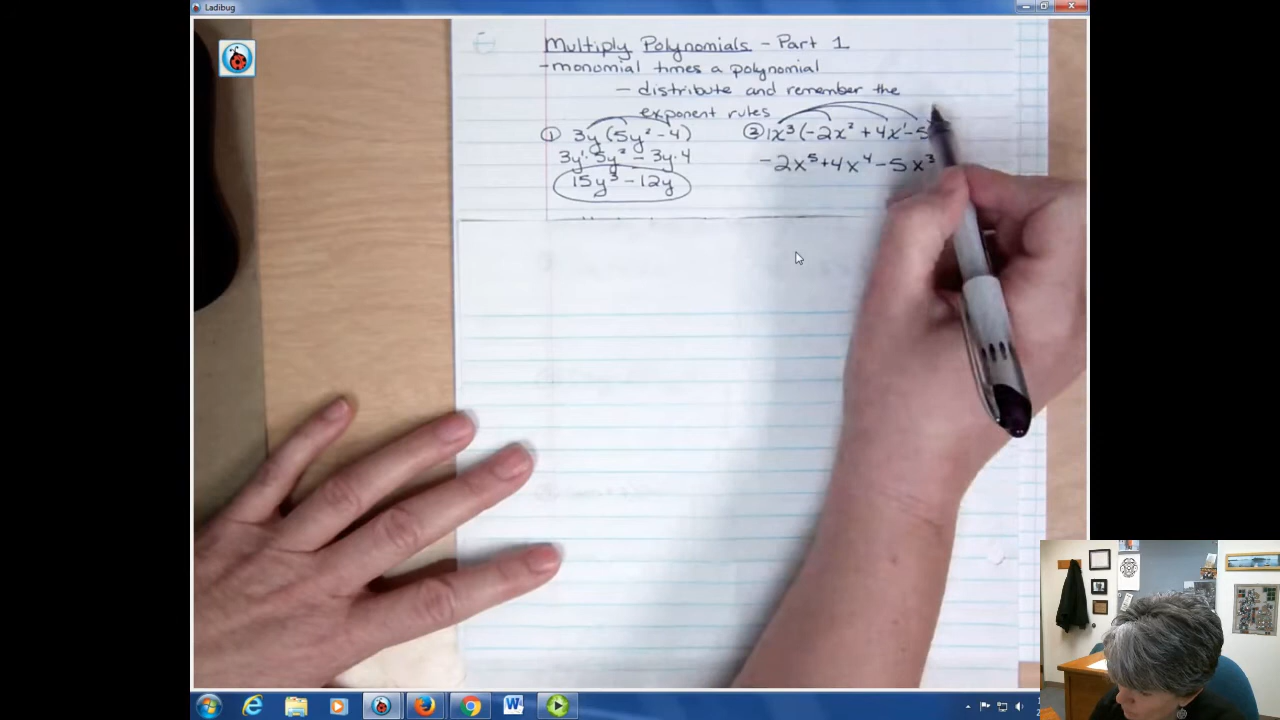 Ladibug
Multiply Polynomials - Part 1
- monomial times a polynomial
- distribute and remember the
exponent rules
① 3y(5y² - 4)
3y¹·5y² - 3y·4
15y³ - 12y
② 1x³(-2x² + 4x¹ - 5
-2x⁵ + 4x⁴ - 5x³